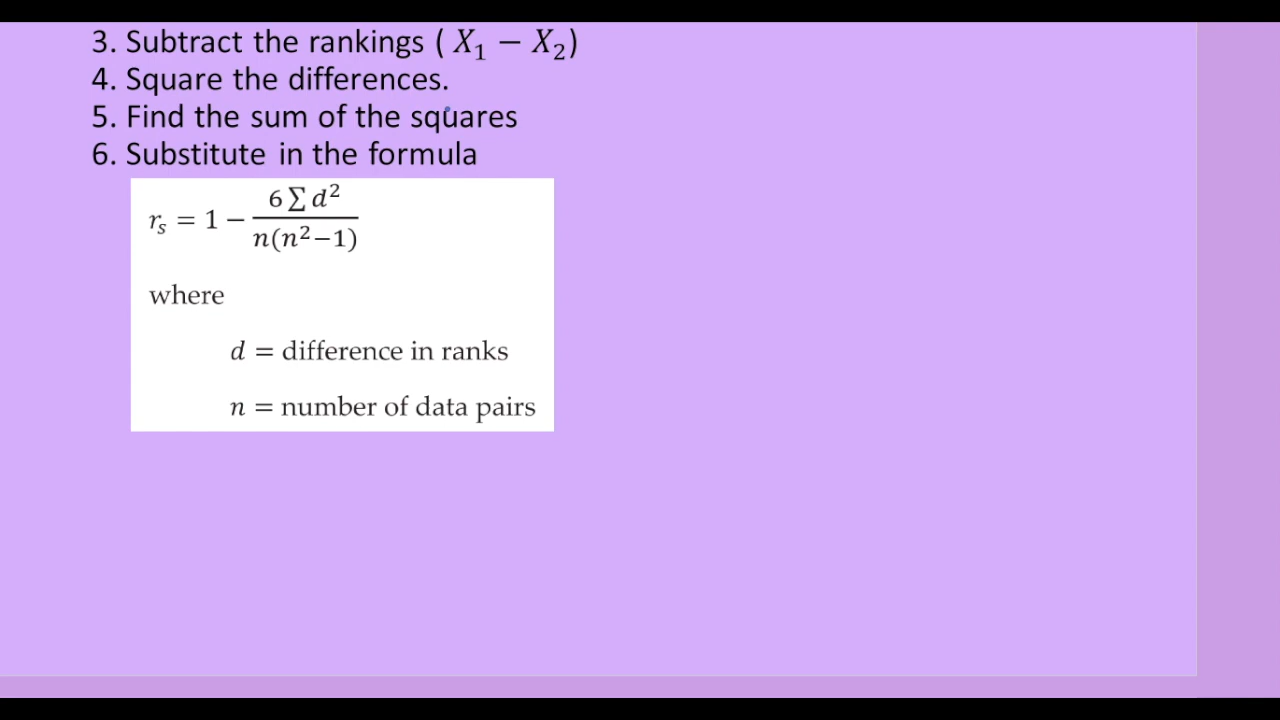 3. Subtract the rankings ( X₁ − X₂)
4. Square the differences.
5. Find the sum of the squares
6. Substitute in the formula
rₛ = 1 − 6 ∑ d² / n(n²−1)
where
d = difference in ranks
n = number of data pairs